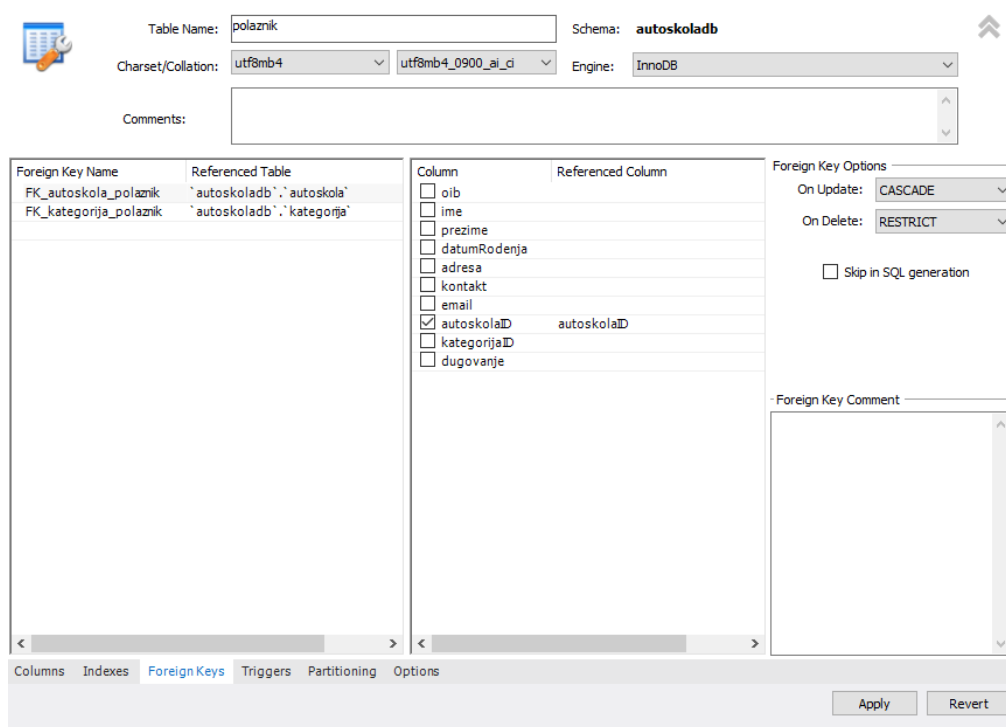 Table Name: polaznik Schema: autoskoladb
Charset/Collation: utf8mb4 utf8mb4_0900_ai_ci Engine: InnoDB
Comments:
Foreign Key Name Referenced Table
FK_autoskola_polaznik `autoskoladb`.`autoskola`
FK_kategorija_polaznik `autoskoladb`.`kategorija`
Column Referenced Column
oib
ime
prezime
datumRodenja
adresa
kontakt
email
autoskolaID autoskolaID
kategorijaID
dugovanje
Foreign Key Options
On Update: CASCADE
On Delete: RESTRICT
Skip in SQL generation
Foreign Key Comment
Columns Indexes Foreign Keys Triggers Partitioning Options
Apply Revert